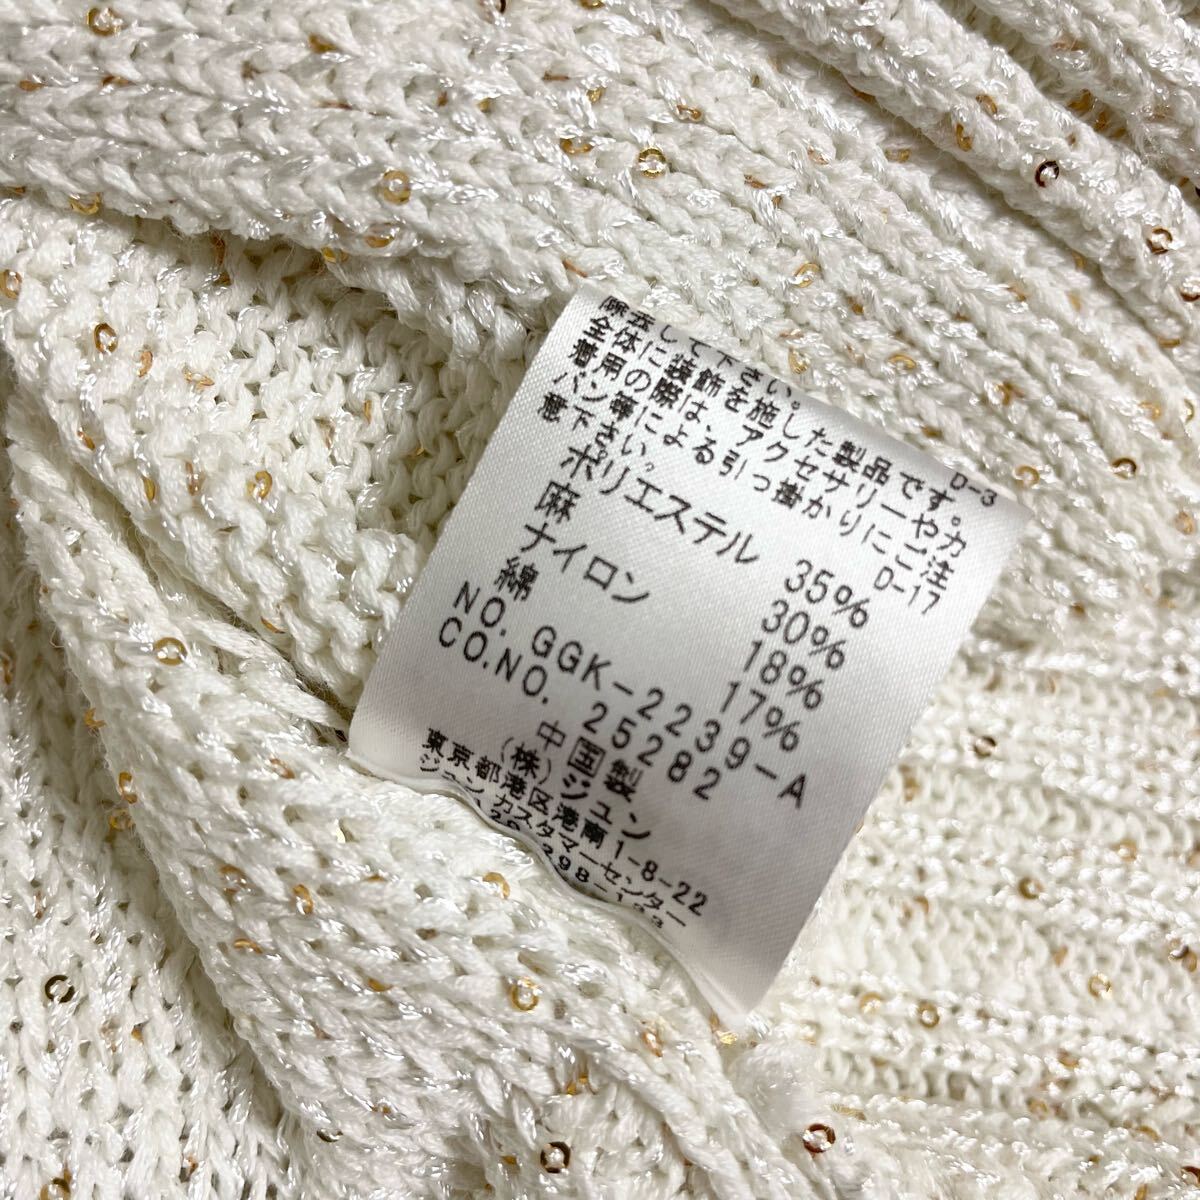 除去して下さい。 D-3
全体に装飾を施した製品です。
着用の際は、アクセサリーやカ
バン等による引っ掛かりにご注
意下さい。 D-17
ポリエステル 35%
麻 30%
ナイロン 18%
綿 17%
NO. GGK-2239-A
CO.NO. 25282
中国製
(株)ジュン
東京都港区港南1-8-22
ジュンカスタマーセンター